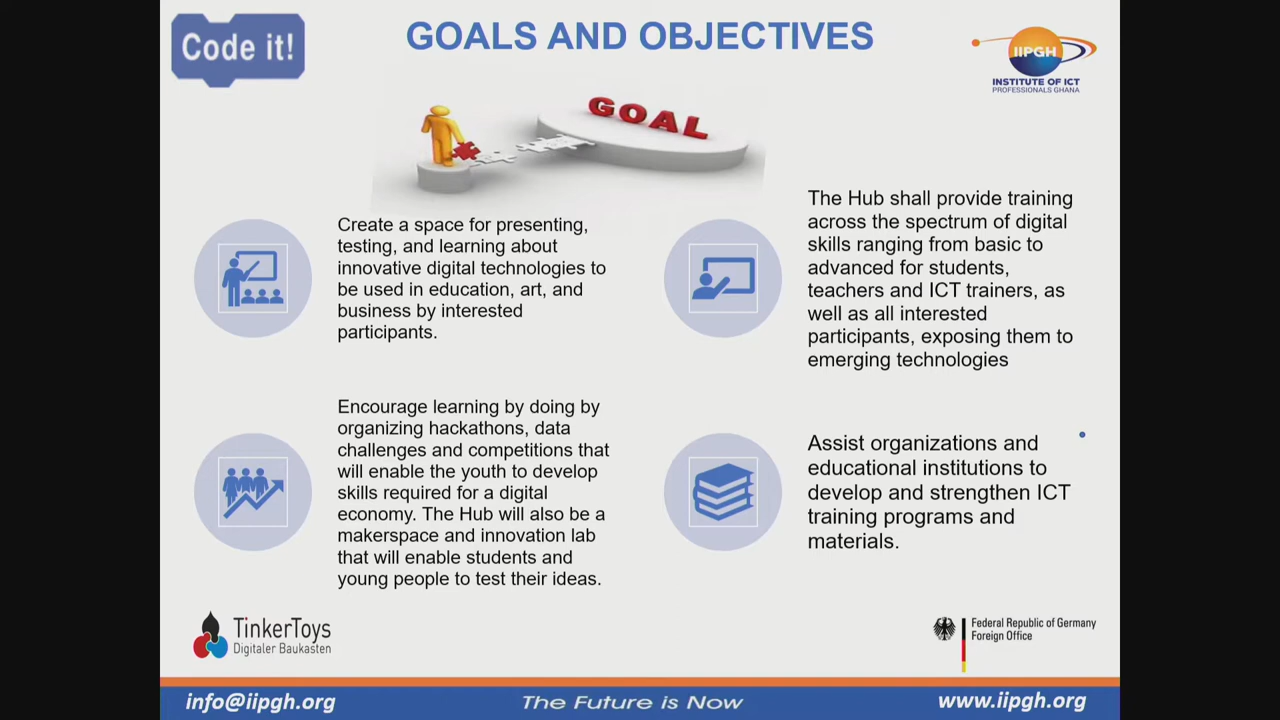 Code it!
GOALS AND OBJECTIVES
IIPGH
INSTITUTE OF ICT
PROFESSIONALS GHANA
GOAL
Create a space for presenting,
testing, and learning about
innovative digital technologies to
be used in education, art, and
business by interested
participants.
The Hub shall provide training
across the spectrum of digital
skills ranging from basic to
advanced for students,
teachers and ICT trainers, as
well as all interested
participants, exposing them to
emerging technologies
Encourage learning by doing by
organizing hackathons, data
challenges and competitions that
will enable the youth to develop
skills required for a digital
economy. The Hub will also be a
makerspace and innovation lab
that will enable students and
young people to test their ideas.
Assist organizations and
educational institutions to
develop and strengthen ICT
training programs and
materials.
TinkerToys
Digitaler Baukasten
Federal Republic of Germany
Foreign Office
info@iipgh.org
The Future is Now
www.iipgh.org